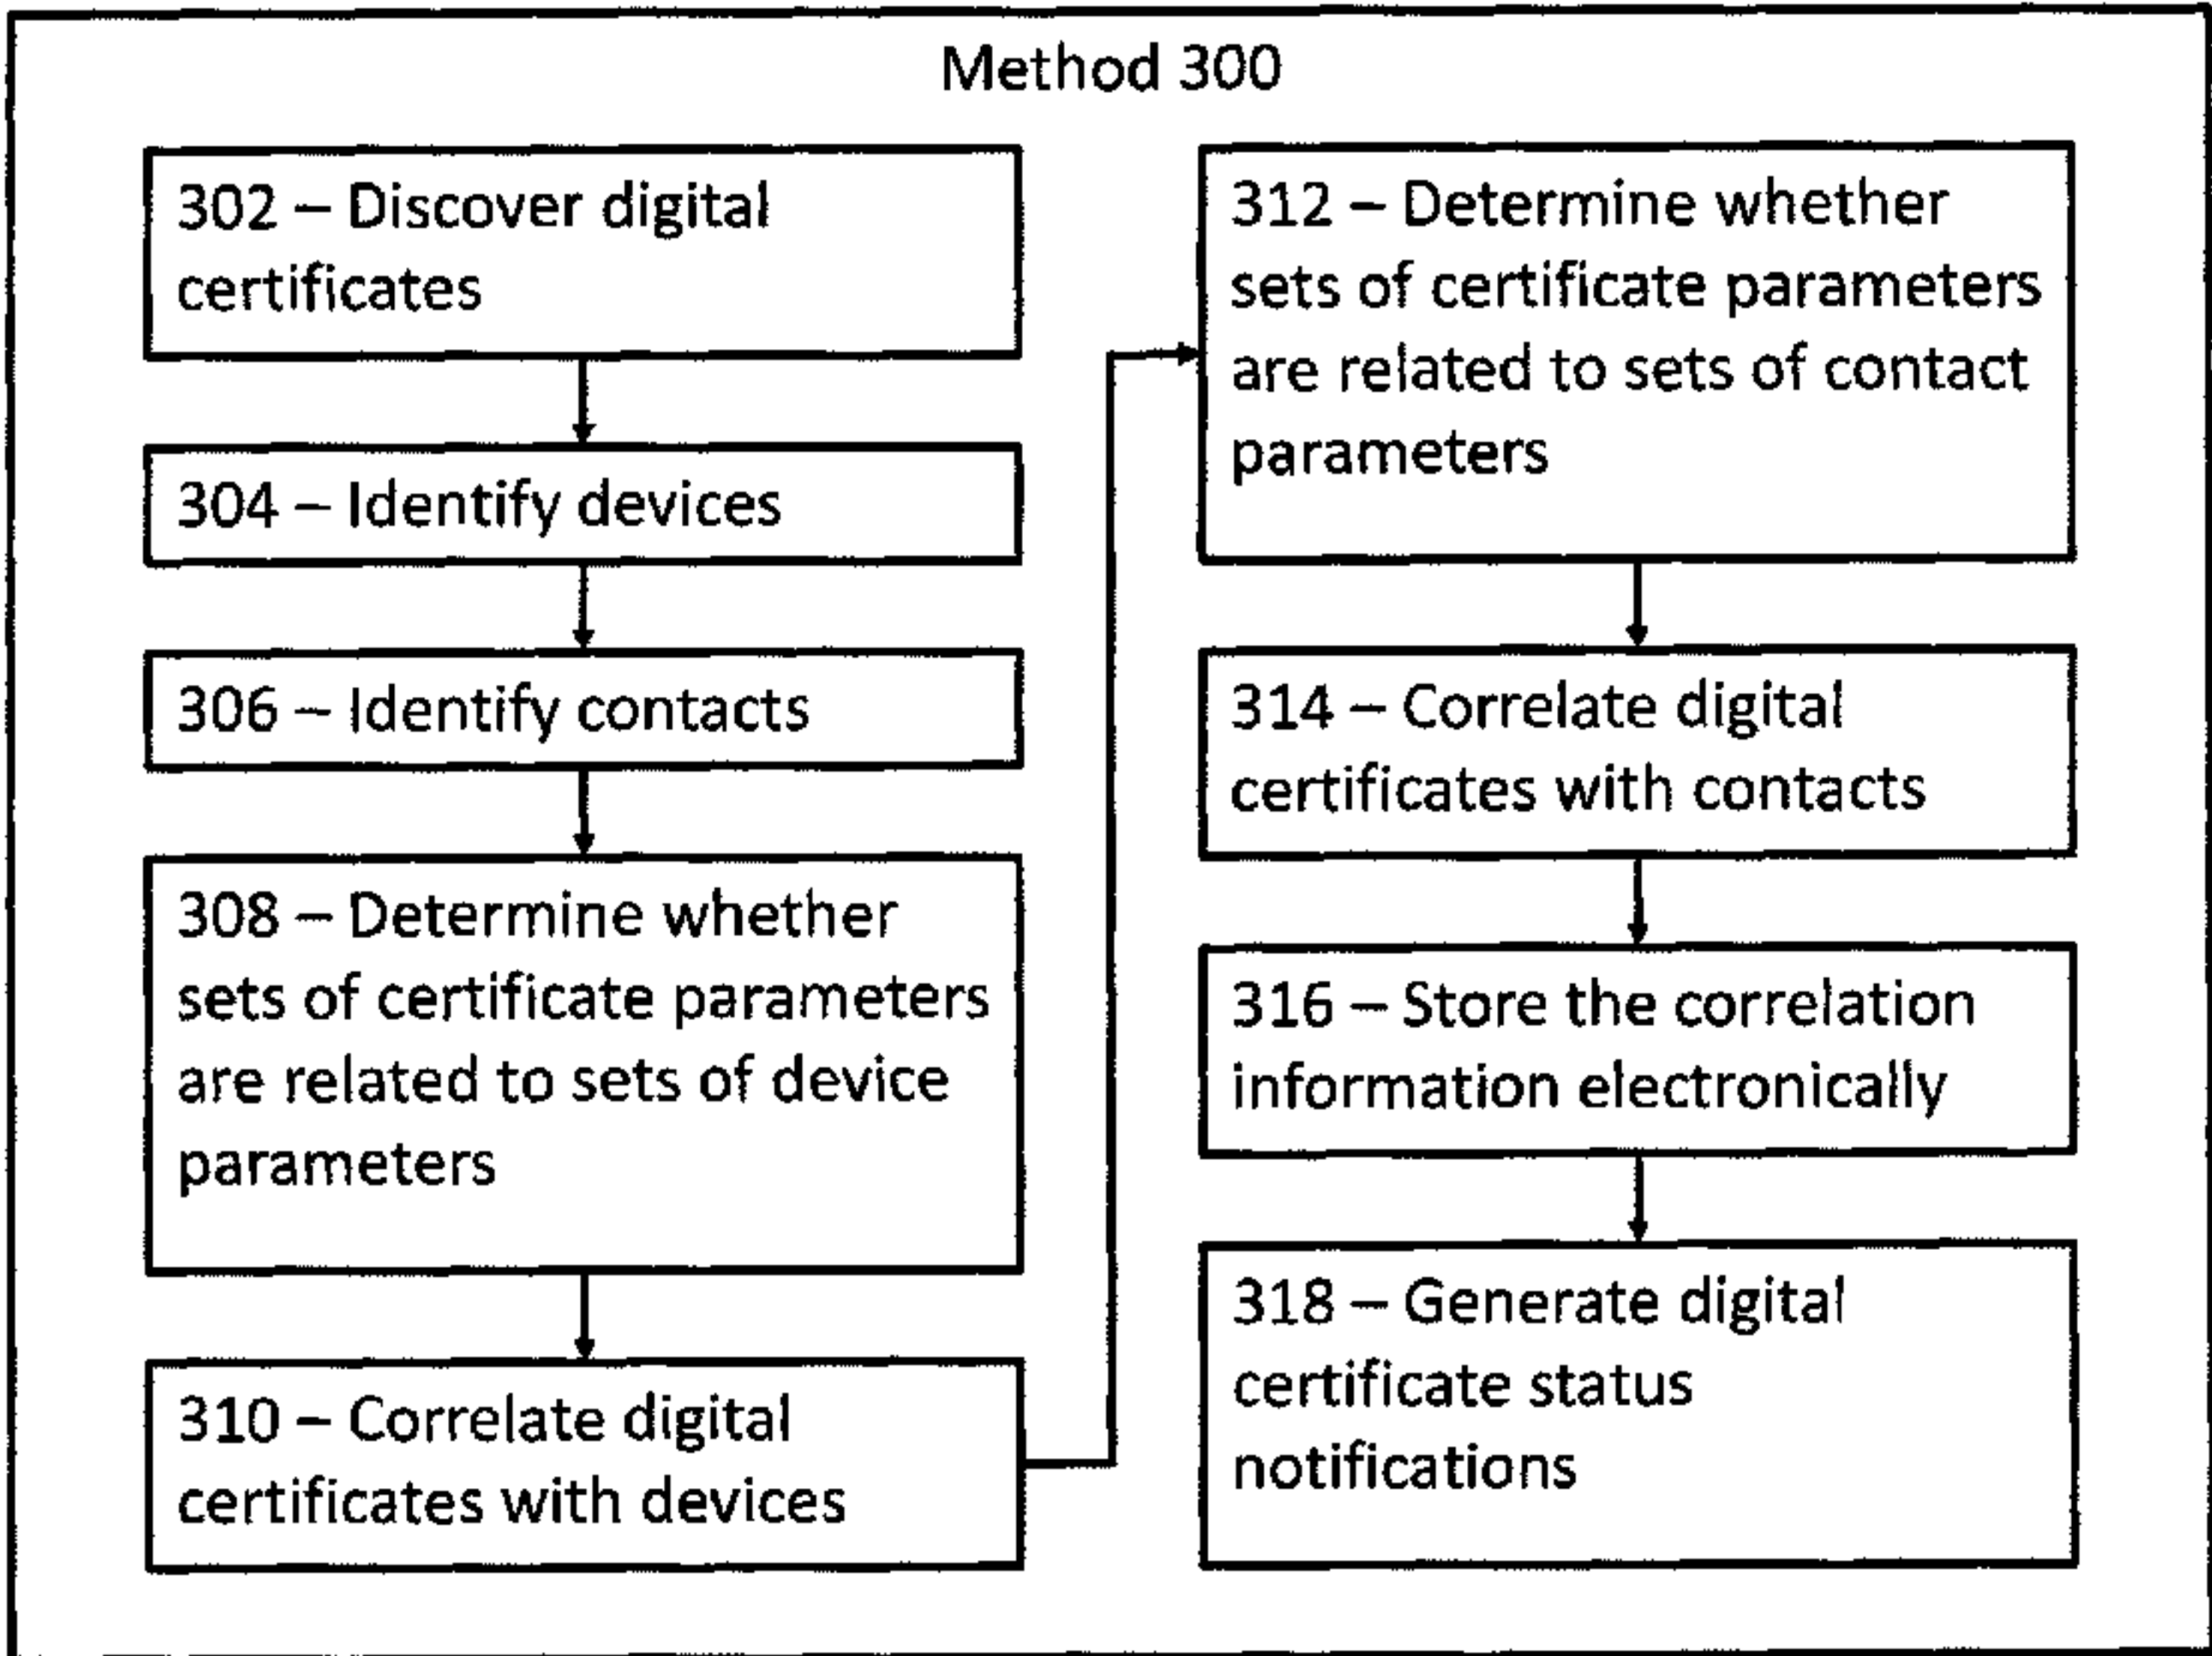 Method 300
302 – Discover digital
certificates
304 – Identify devices
306 – Identify contacts
308 – Determine whether
sets of certificate parameters
are related to sets of device
parameters
310 – Correlate digital
certificates with devices
312 – Determine whether
sets of certificate parameters
are related to sets of contact
parameters
314 – Correlate digital
certificates with contacts
316 – Store the correlation
information electronically
318 – Generate digital
certificate status
notifications